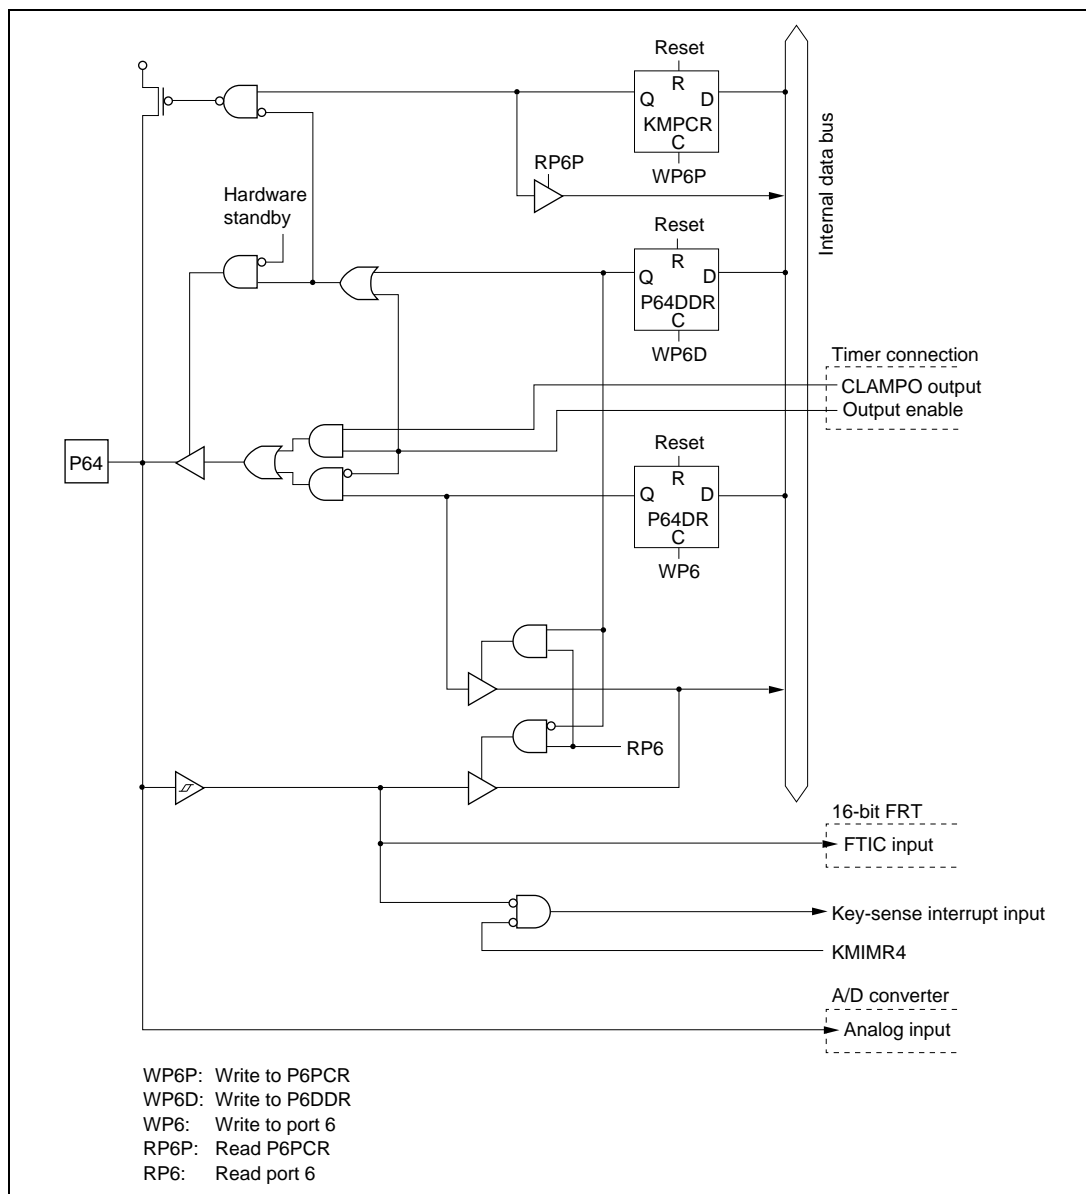 Reset
R
Q D
KMPCR
C
WP6P
RP6P
Hardware
standby
Internal data bus
Reset
R
Q D
P64DDR
C
WP6D
Timer connection
CLAMPO output
Output enable
Reset
R
Q D
P64DR
C
WP6
P64
RP6
16-bit FRT
FTIC input
Key-sense interrupt input
KMIMR4
A/D converter
Analog input
WP6P: Write to P6PCR
WP6D: Write to P6DDR
WP6: Write to port 6
RP6P: Read P6PCR
RP6: Read port 6